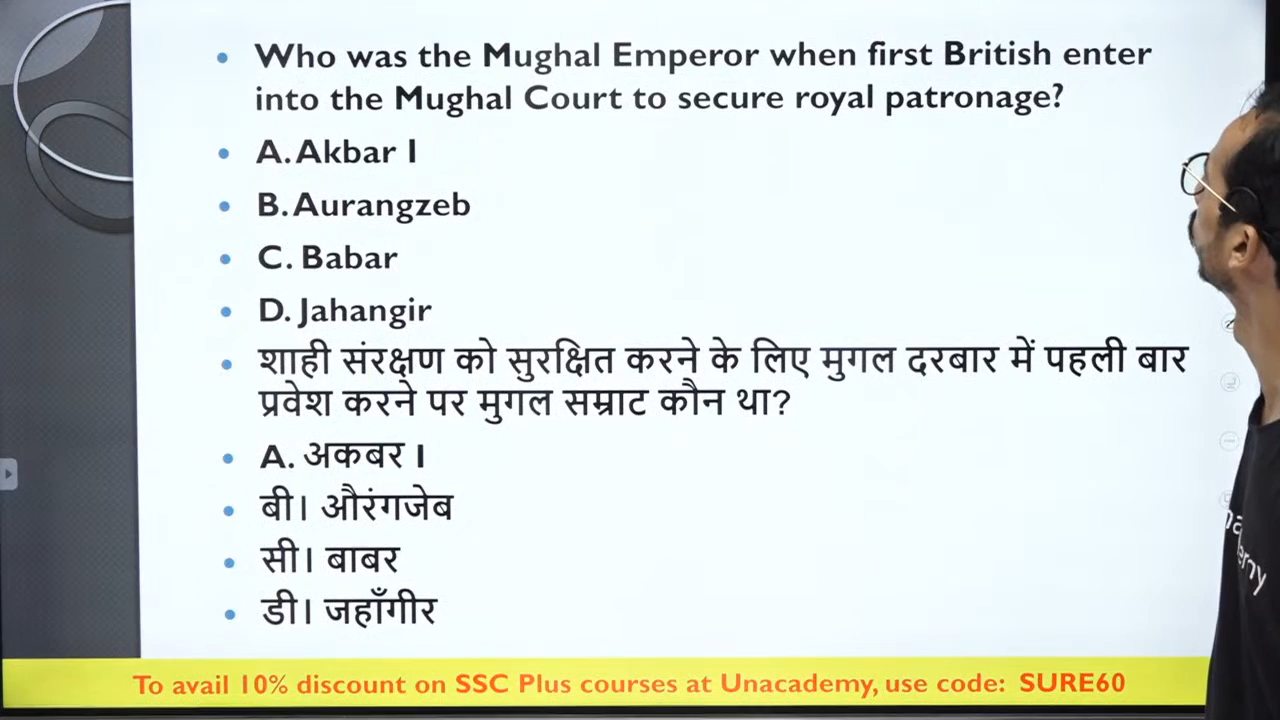 Who was the Mughal Emperor when first British enter
into the Mughal Court to secure royal patronage?
A. Akbar I
B. Aurangzeb
C. Babar
D. Jahangir
शाही संरक्षण को सुरक्षित करने के लिए मुगल दरबार में पहली बार
प्रवेश करने पर मुगल सम्राट कौन था?
A. अकबर I
बी। औरंगजेब
सी। बाबर
डी। जहाँगीर
To avail 10% discount on SSC Plus courses at Unacademy, use code: SURE60